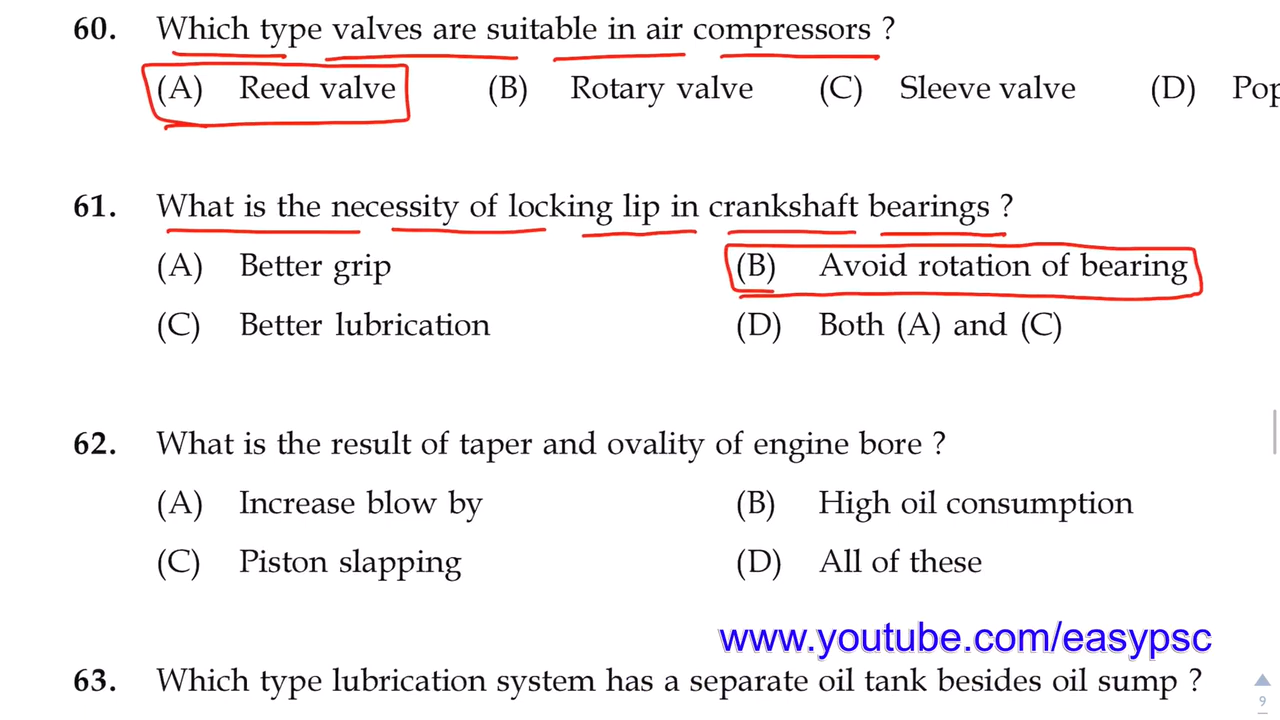 60. Which type valves are suitable in air compressors ?
(A) Reed valve (B) Rotary valve (C) Sleeve valve (D)
61. What is the necessity of locking lip in crankshaft bearings ?
(A) Better grip (B) Avoid rotation of bearing
(C) Better lubrication (D) Both (A) and (C)
62. What is the result of taper and ovality of engine bore ?
(A) Increase blow by (B) High oil consumption
(C) Piston slapping (D) All of these
www.youtube.com/easypsc
63. Which type lubrication system has a separate oil tank besides oil sump ?
9